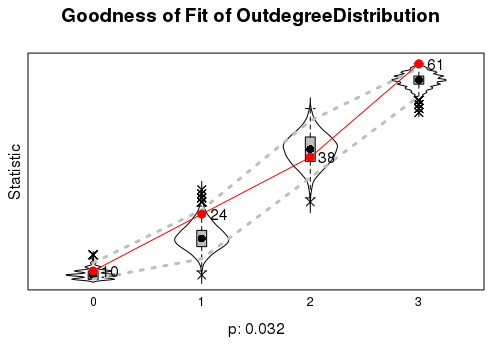 Goodness of Fit of OutdegreeDistribution
Statistic
61
38
24
10
0 1 2 3
p: 0.032